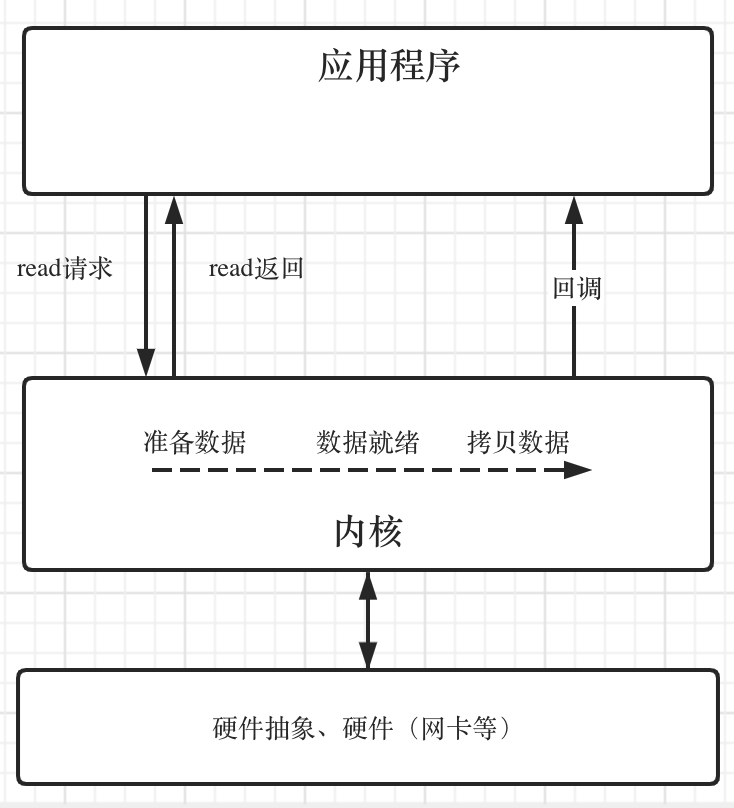 应用程序
read请求
read返回
回调
准备数据
数据就绪
拷贝数据
内核
硬件抽象、硬件（网卡等）